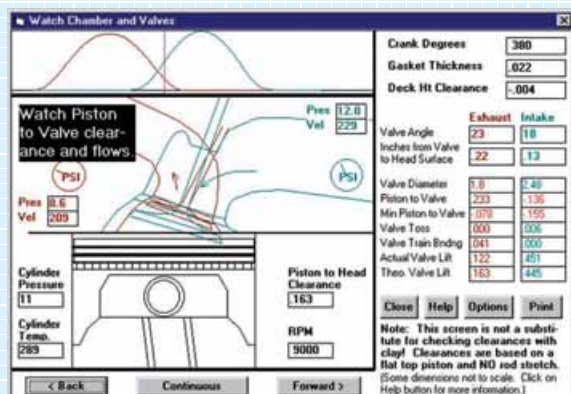 Watch Chamber and Valves
Watch Piston
to Valve clear-
ance and flows.
Pres 12.0
Vel 229
PSI
PSI
Pres 8.6
Vel 209
Cylinder
Pressure
11
Cylinder
Temp.
289
Piston to Head
Clearance
.163
RPM
9000
< Back
Continuous
Forward >
Crank Degrees 380
Gasket Thickness .022
Deck Ht Clearance -.004
Exhaust Intake
Valve Angle 23 18
Inches from Valve
to Head Surface .22 .13
Valve Diameter 1.8 2.48
Piston to Valve .233 -.136
Min Piston to Valve -.078 -.155
Valve Toss .000 .006
Valve Train Bndng .041 .000
Actual Valve Lift .122 .451
Theo. Valve Lift .163 .445
Close Help Options Print
Note: This screen is not a substi-
tute for checking clearances with
clay! Clearances are based on a
flat top piston and NO rod stretch.
(Some dimensions not to scale. Click on
Help button for more information.)